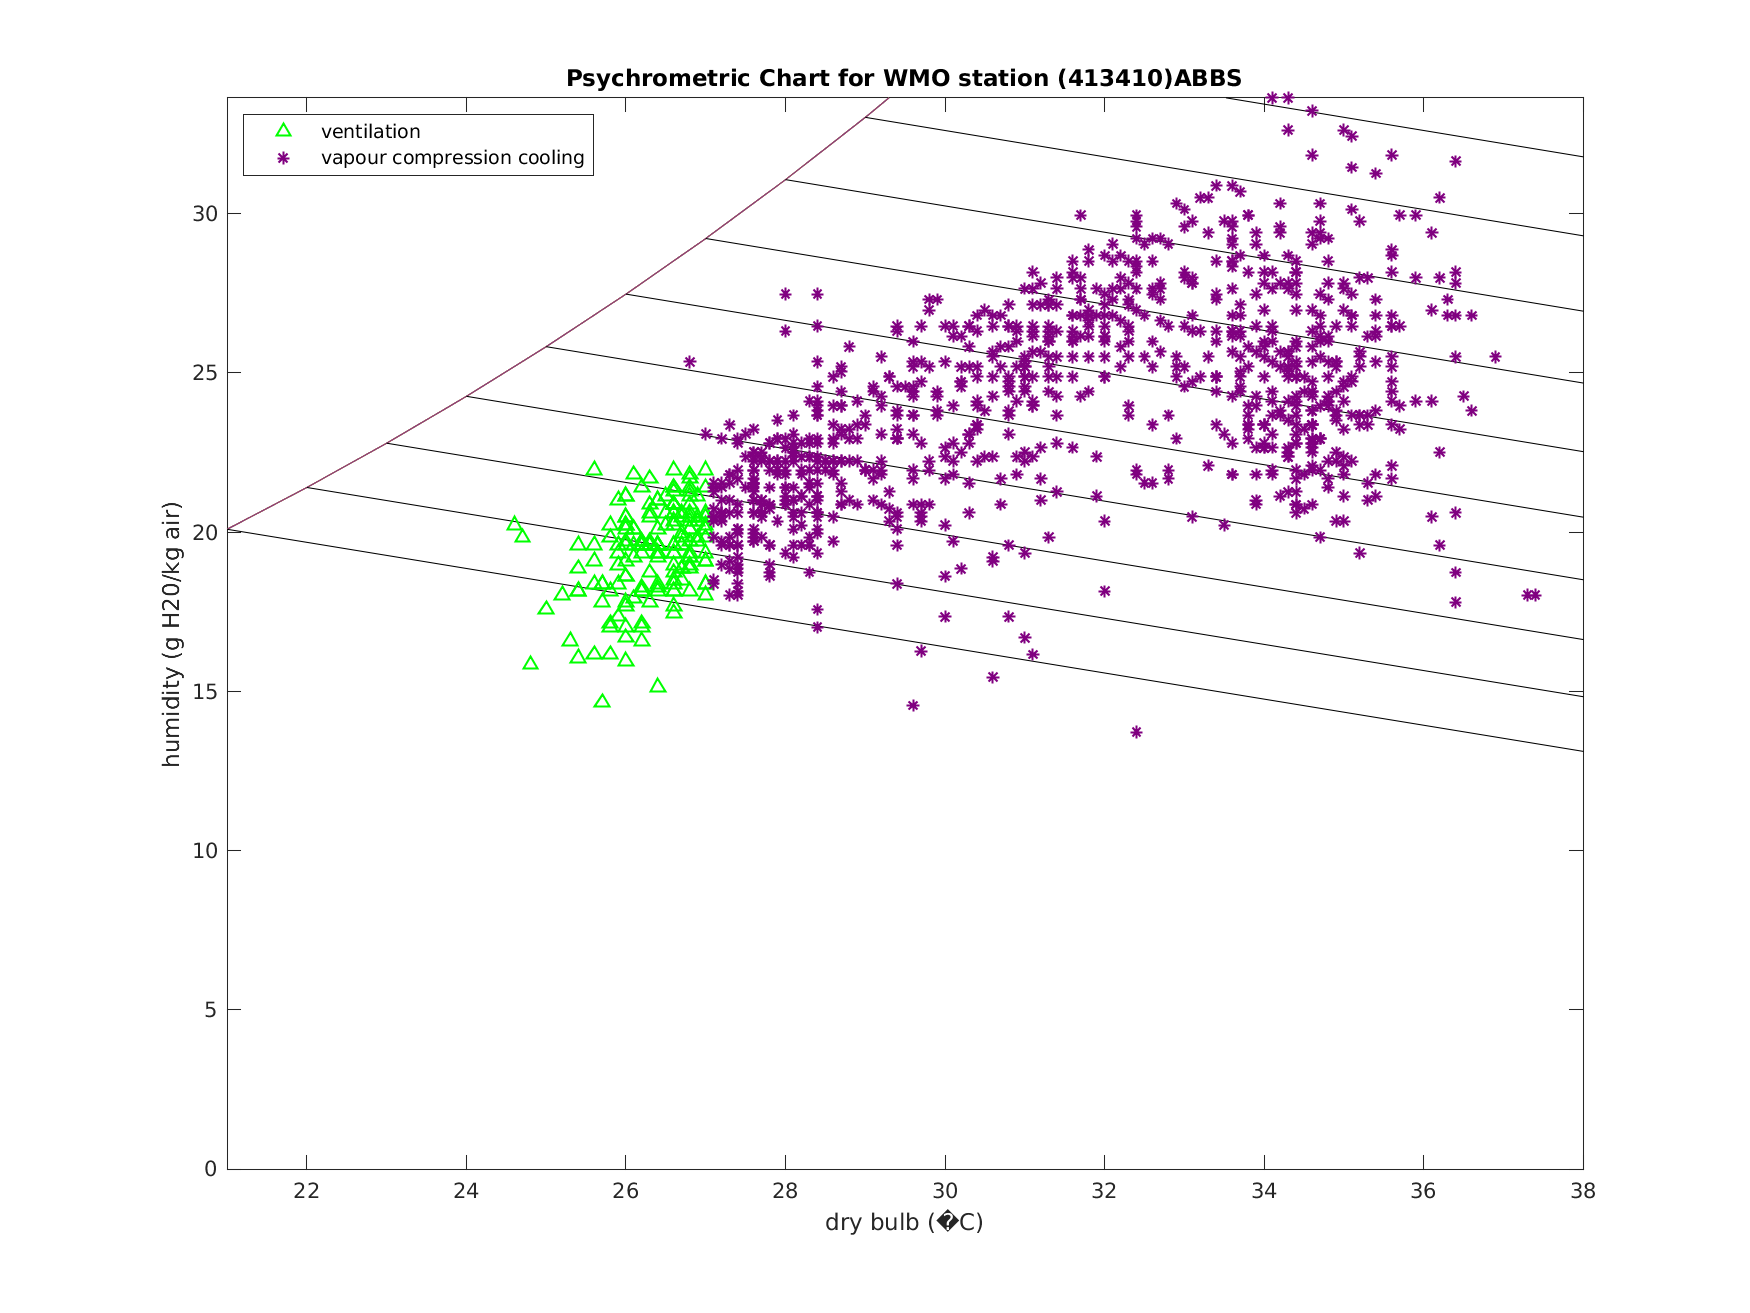 Psychrometric Chart for WMO station (413410)ABBS
ventilation
vapour compression cooling
30
25
20
15
10
5
0
humidity (g H20/kg air)
22 24 26 28 30 32 34 36 38
dry bulb (�C)